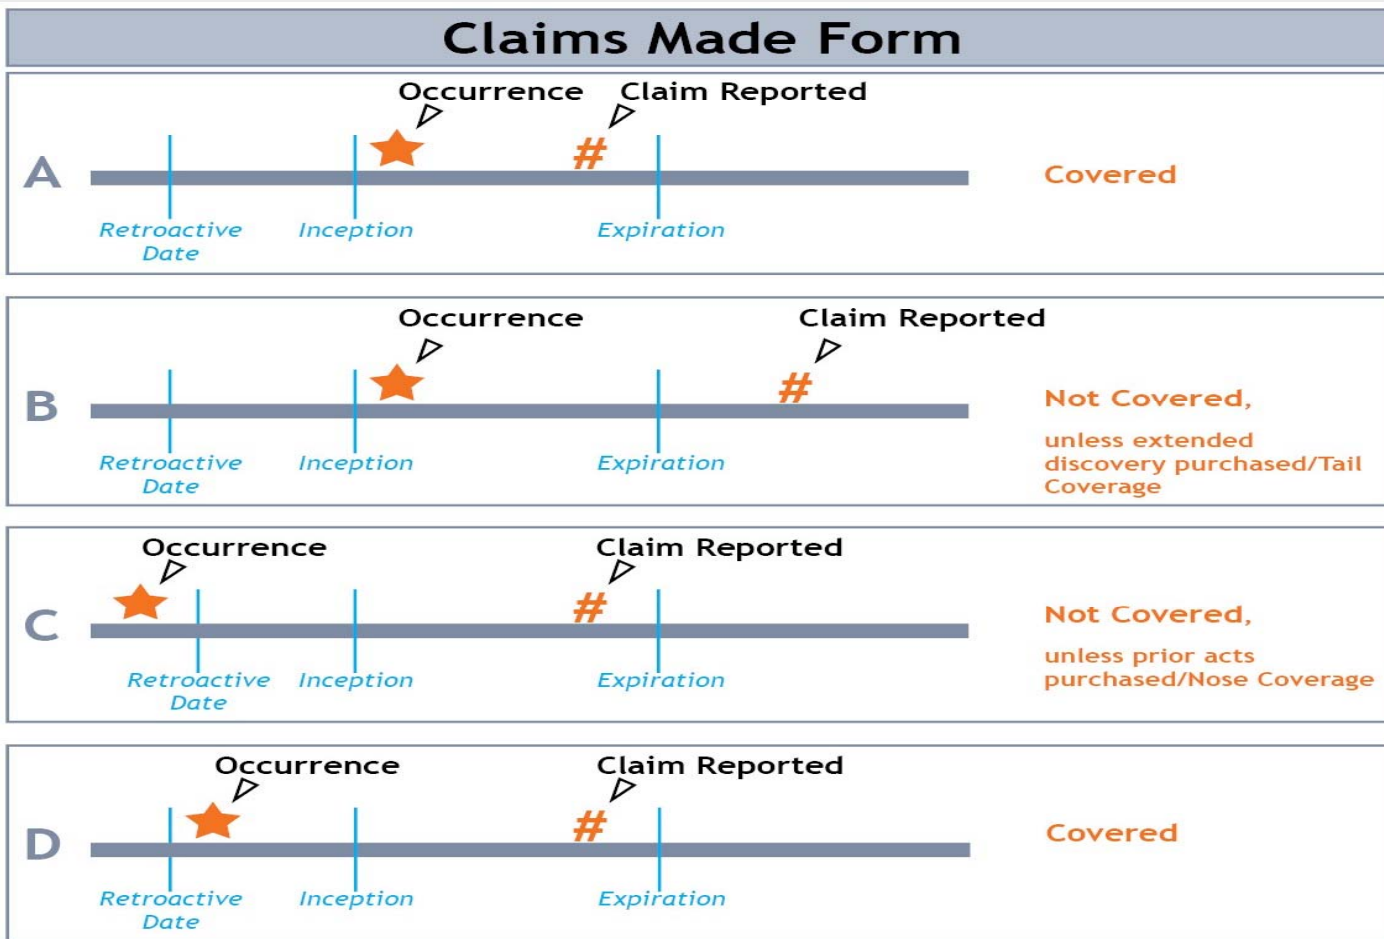 Claims Made Form
Occurrence Claim Reported
#
A
Covered
Retroactive Inception Expiration
Date
Occurrence Claim Reported
#
B
Not Covered,
unless extended
discovery purchased/Tail
Coverage
Retroactive Inception Expiration
Date
Occurrence Claim Reported
#
C
Not Covered,
unless prior acts
purchased/Nose Coverage
Retroactive Inception Expiration
Date
Occurrence Claim Reported
#
D
Covered
Retroactive Inception Expiration
Date